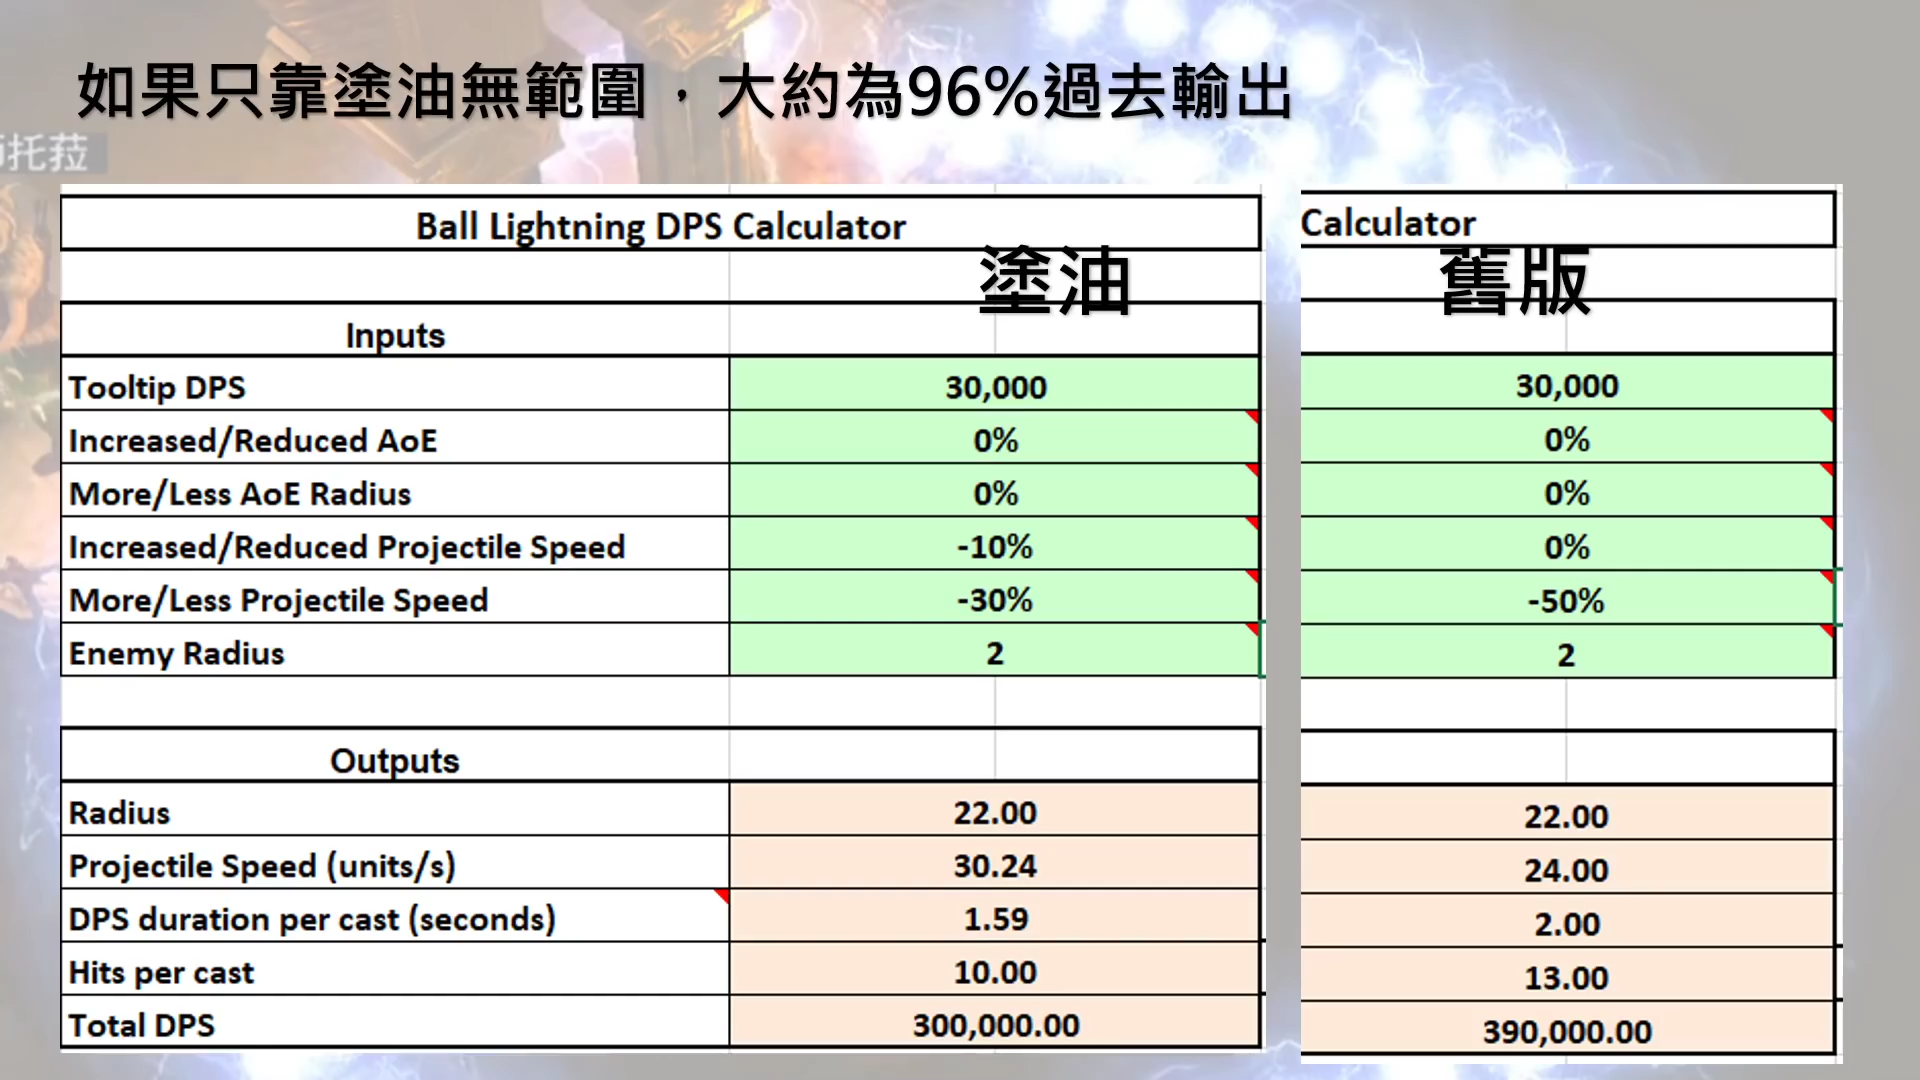 如果只靠塗油無範圍，大約為96%過去輸出
托菈
Ball Lightning DPS Calculator
塗油
Inputs
Tooltip DPS 30,000
Increased/Reduced AoE 0%
More/Less AoE Radius 0%
Increased/Reduced Projectile Speed -10%
More/Less Projectile Speed -30%
Enemy Radius 2
Outputs
Radius 22.00
Projectile Speed (units/s) 30.24
DPS duration per cast (seconds) 1.59
Hits per cast 10.00
Total DPS 300,000.00
Calculator
舊版
30,000
0%
0%
0%
-50%
2
22.00
24.00
2.00
13.00
390,000.00